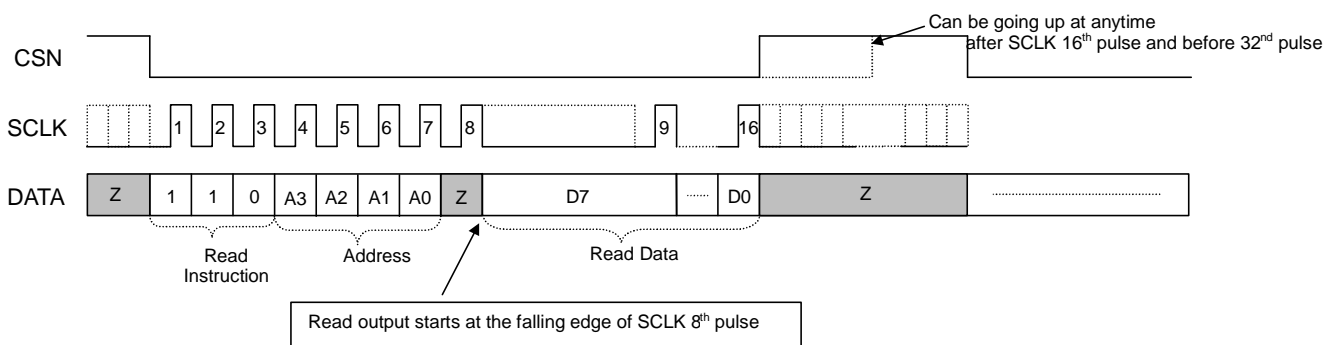 Can be going up at anytime
after SCLK 16th pulse and before 32nd pulse
CSN
SCLK 1 2 3 4 5 6 7 8 9 16
DATA Z 1 1 0 A3 A2 A1 A0 Z D7 ...... D0 Z ......
Read Instruction
Address
Read Data
Read output starts at the falling edge of SCLK 8th pulse